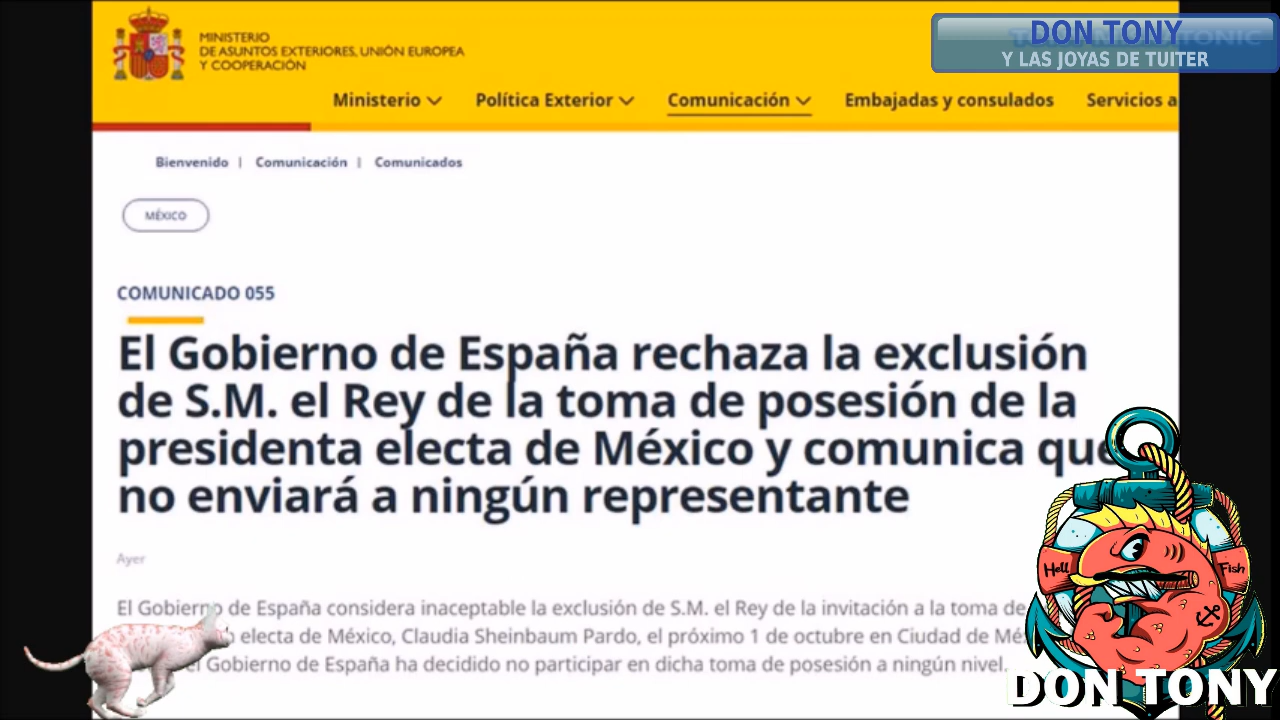 MINISTERIO
DE ASUNTOS EXTERIORES, UNIÓN EUROPEA
Y COOPERACIÓN
DON TONY
Y LAS JOYAS DE TUITER
Ministerio
Política Exterior
Comunicación
Embajadas y consulados
Servicios a
Bienvenido | Comunicación | Comunicados
MÉXICO
COMUNICADO 055
El Gobierno de España rechaza la exclusión
de S.M. el Rey de la toma de posesión de la
presidenta electa de México y comunica que
no enviará a ningún representante
Ayer
El Gobierno de España considera inaceptable la exclusión de S.M. el Rey de la invitación a la toma de
electa de México, Claudia Sheinbaum Pardo, el próximo 1 de octubre en Ciudad de Mé
el Gobierno de España ha decidido no participar en dicha toma de posesión a ningún nivel.
Hell Fish
DON TONY